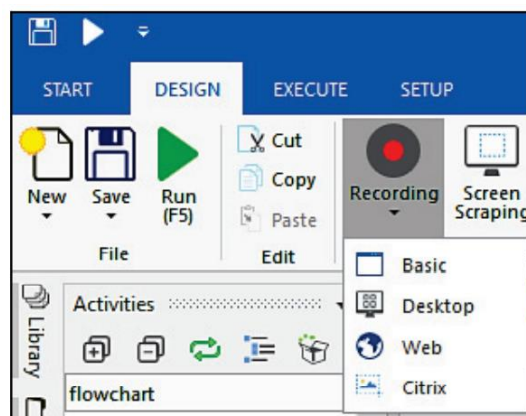 START DESIGN EXECUTE SETUP
New Save Run (F5)
File
Cut
Copy
Paste
Edit
Recording
Screen Scraping
Basic
Desktop
Web
Citrix
Library
Activities
flowchart